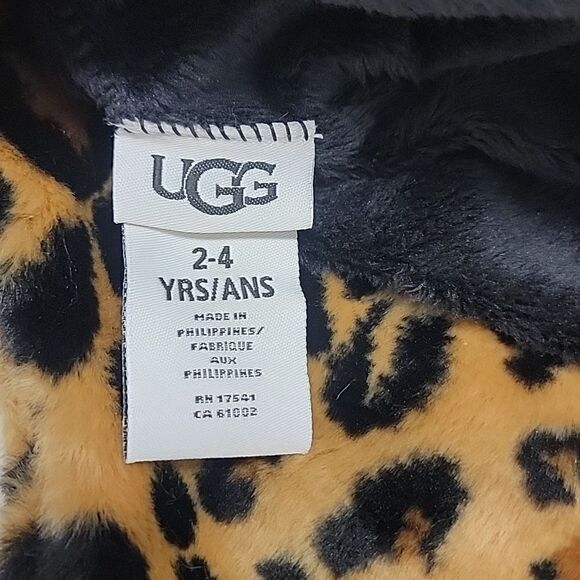 UGG
2-4
YRS/ANS
MADE IN
PHILIPPINES/
FABRIQUE
AUX
PHILIPPINES
RN 17541
CA 61002